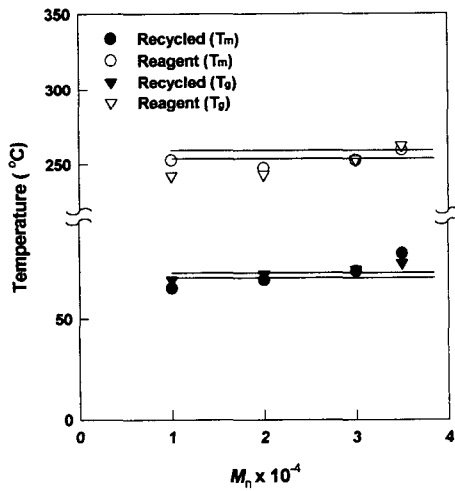 350
Recycled (Tm)
Reagent (Tm)
Recycled (Tg)
Reagent (Tg)
300
250
50
0
Temperature ( °C)
0 1 2 3 4
Mn x 10⁻⁴